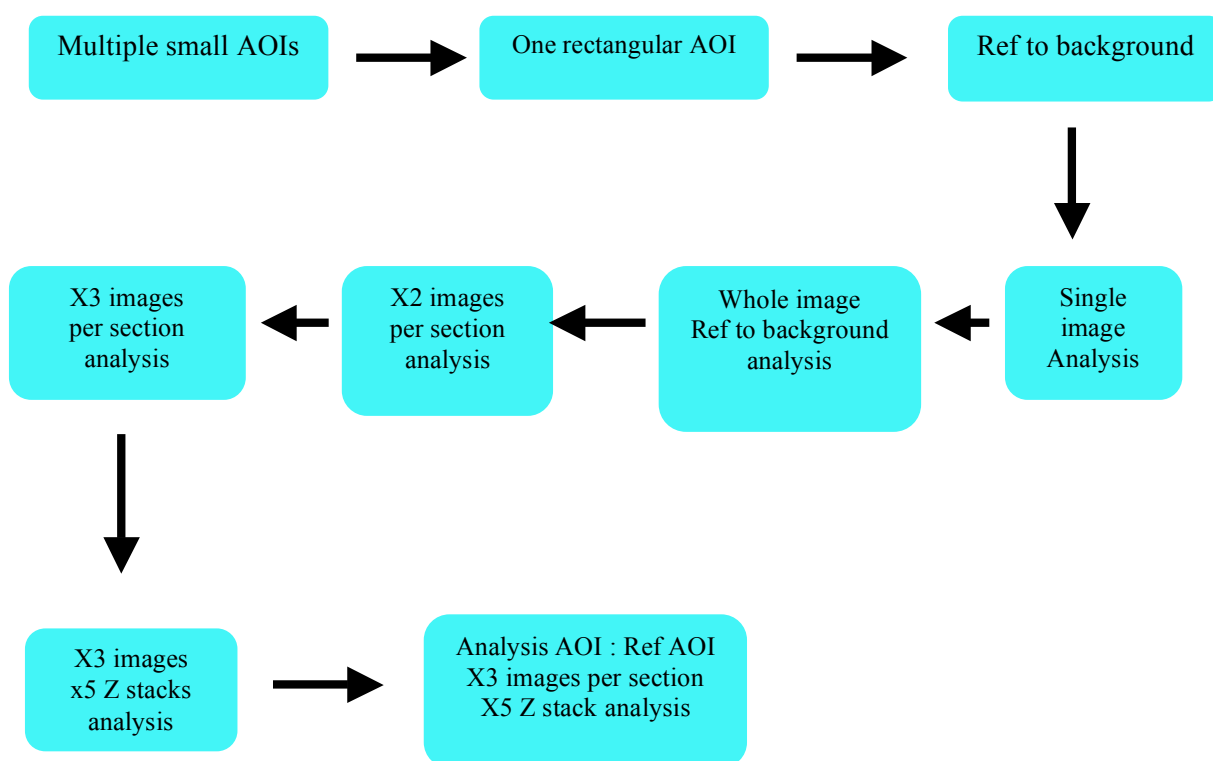 Multiple small AOIs
One rectangular AOI
Ref to background
Single
image
Analysis
Whole image
Ref to background
analysis
X2 images
per section
analysis
X3 images
per section
analysis
X3 images
x5 Z stacks
analysis
Analysis AOI : Ref AOI
X3 images per section
X5 Z stack analysis